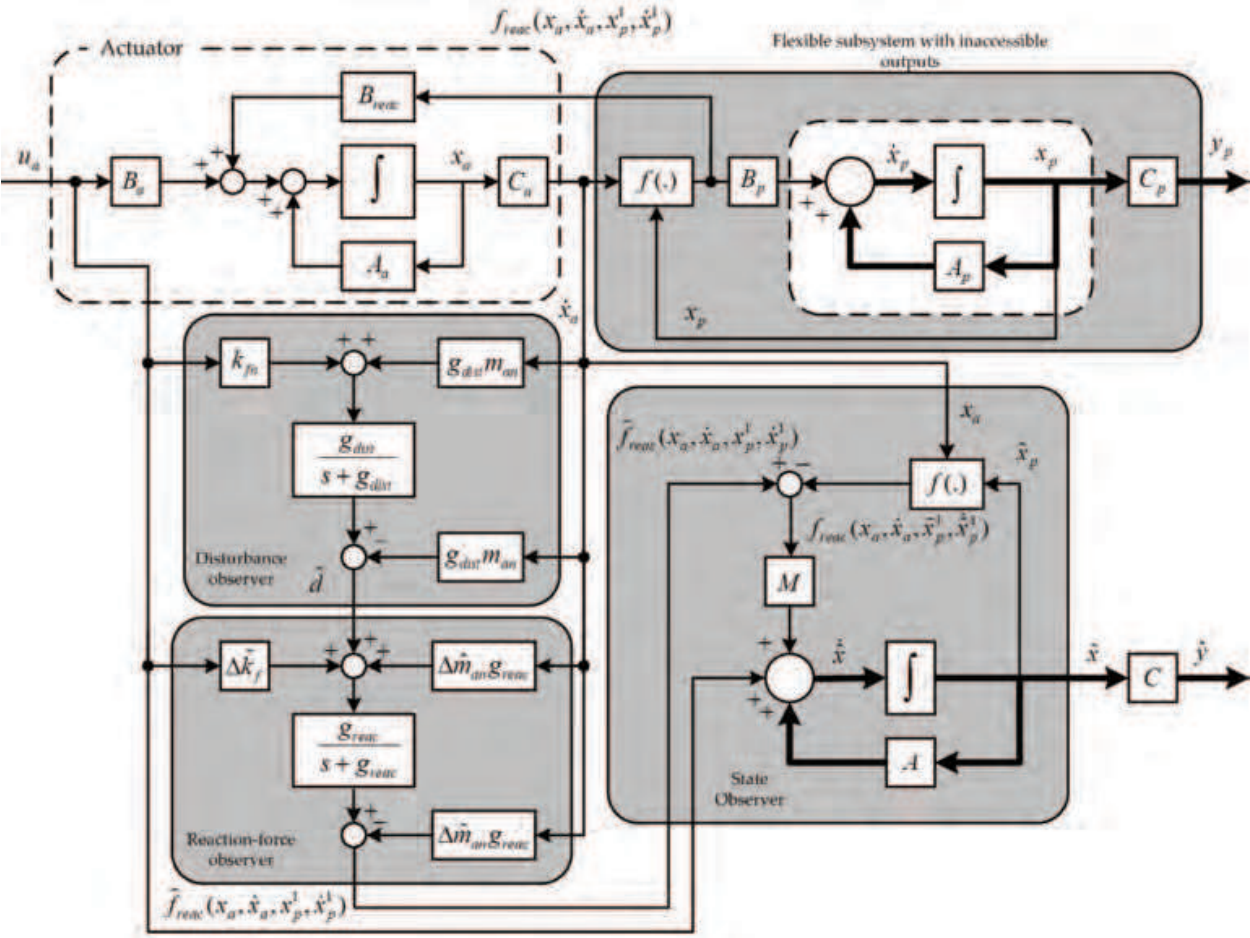 f_reac(x_a, ẋ_a, x_p^1, ẋ_p^1)
Actuator
Flexible subsystem with inaccessible
outputs
B_reac
u_a
+
+
x_a
ẋ_p
x_p
y_p
B_a
∫
C_a
f(.)
B_p
∫
C_p
+
+
+
+
A_a
A_p
ẋ_a
x_p
+ +
k_fn
g_dist m_an
x_a
f̂_reac(x_a, ẋ_a, x_p^1, ẋ_p^1)
+ −
x̂_p
g_dist
s + g_dist
f(.)
+
−
f_reac(x_a, ẋ_a, x̂_p^1, ẋ̂_p^1)
Disturbance
observer
g_dist m_an
d̂
M
+ + +
+
Δk̃_f
Δm̃_an g_reac
ẋ̂
∫
x̂
C
ŷ
+
+
+
g_reac
s + g_reac
A
State
Observer
+
−
Reaction-force
observer
Δm̃_an g_reac
f̂_reac(x_a, ẋ_a, x_p^1, ẋ_p^1)